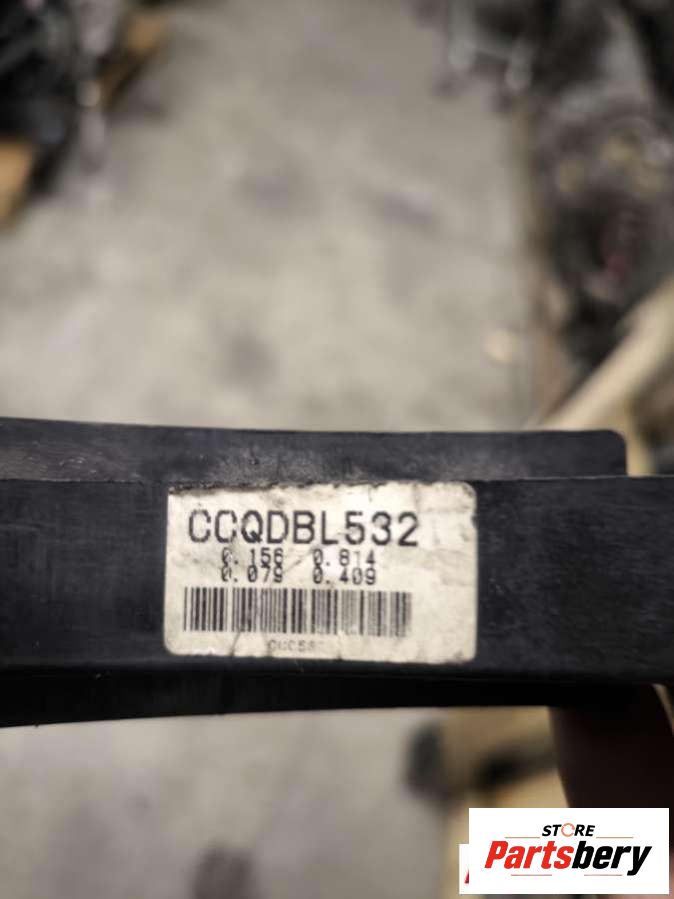 CCQDBL532
0.156 0.814
0.079 0.409
STORE
Partsbery